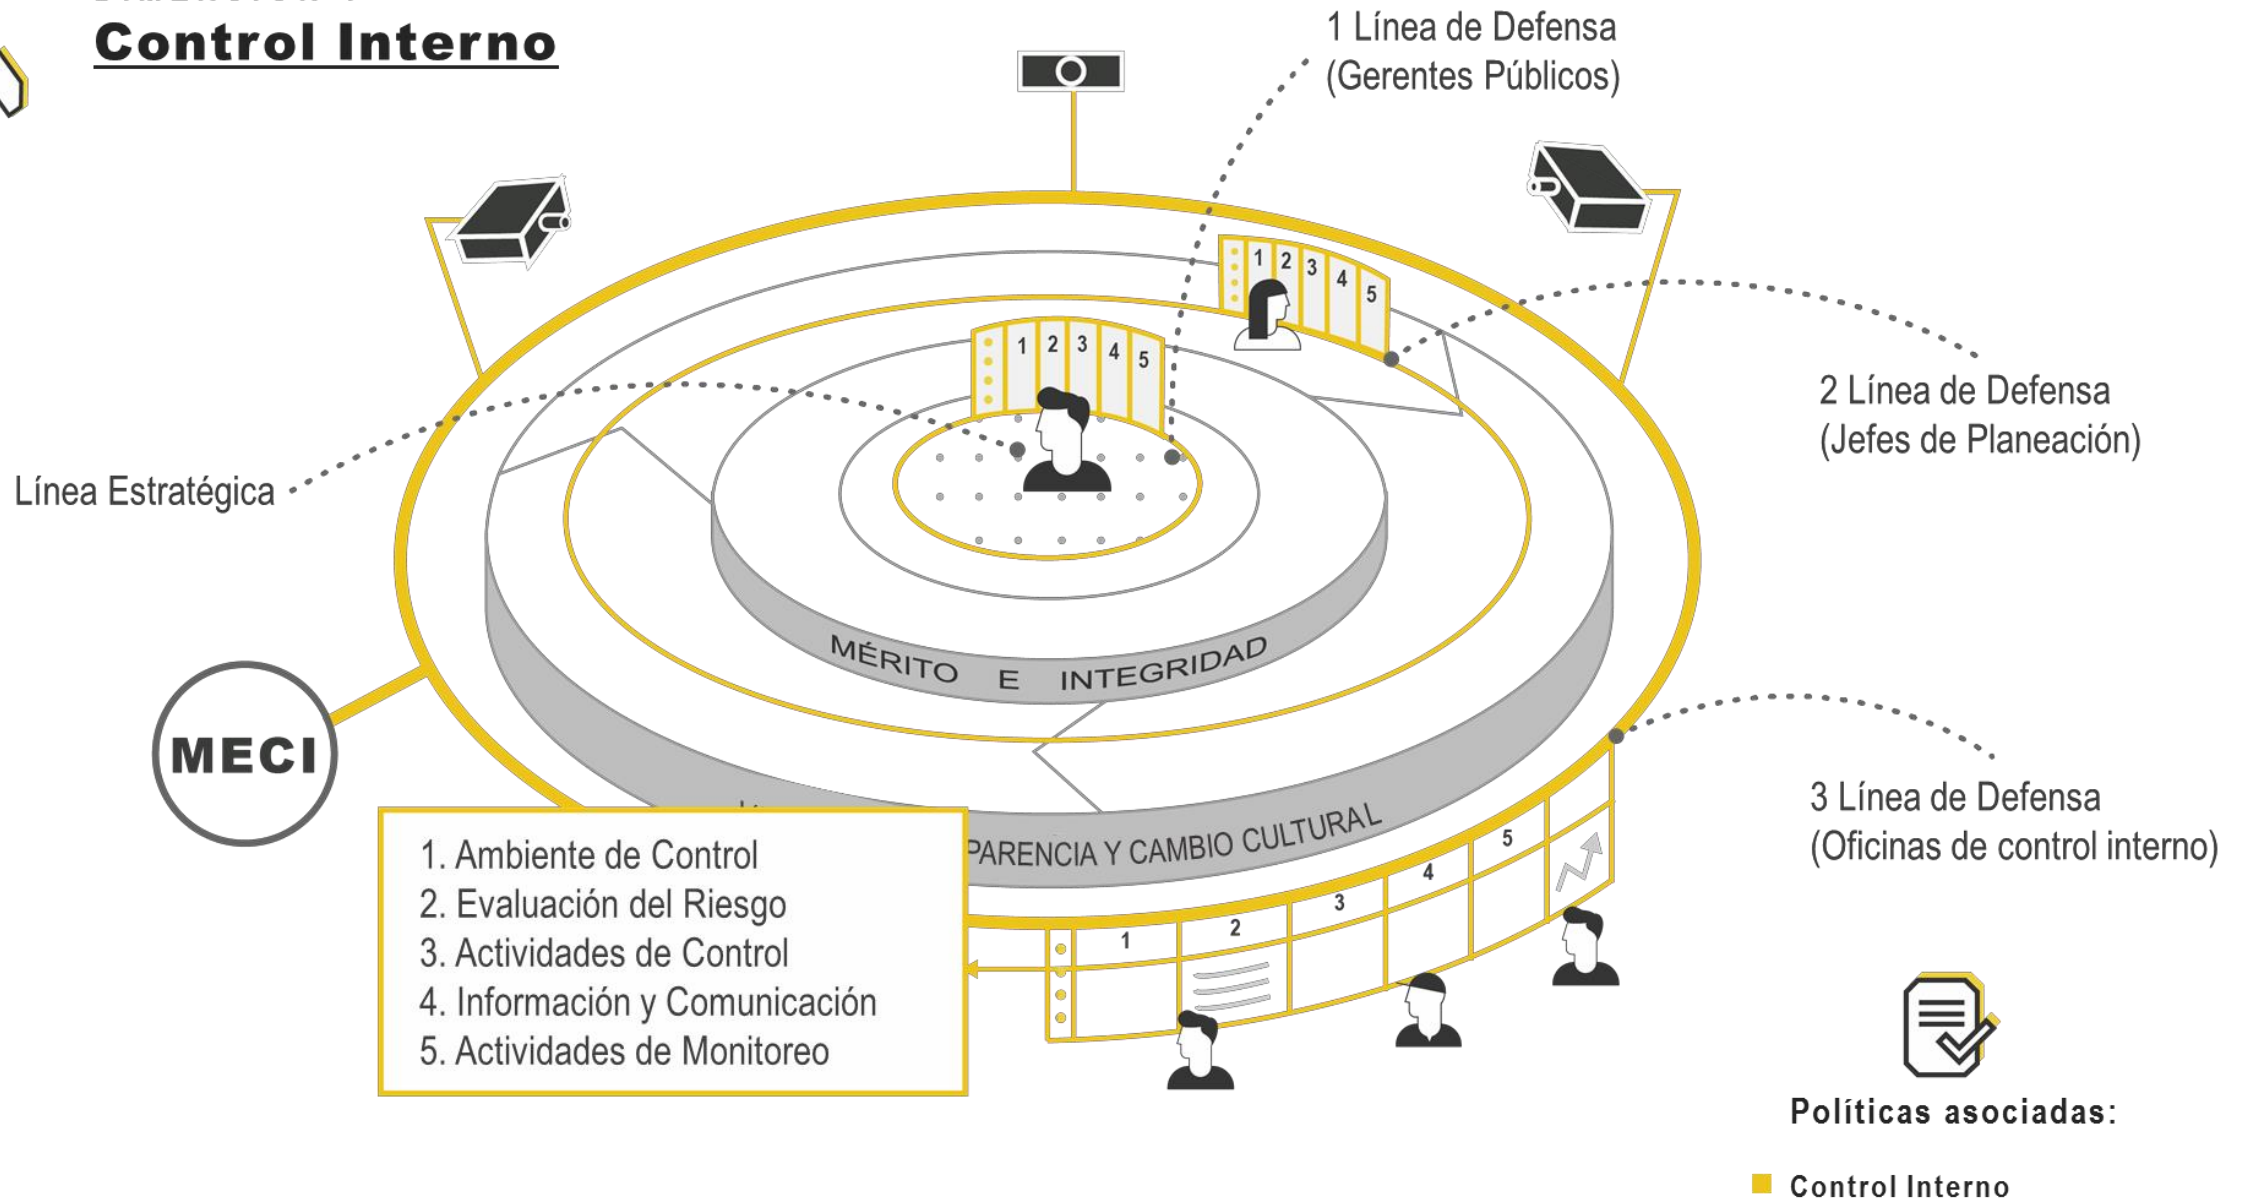 Control Interno
1 Línea de Defensa
(Gerentes Públicos)
1 2 3 4 5
1 2 3 4 5
2 Línea de Defensa
(Jefes de Planeación)
Línea Estratégica
MÉRITO E INTEGRIDAD
MECI
3 Línea de Defensa
(Oficinas de control interno)
PARENCIA Y CAMBIO CULTURAL
1. Ambiente de Control
2. Evaluación del Riesgo
3. Actividades de Control
4. Información y Comunicación
5. Actividades de Monitoreo
1 2 3 4 5
Políticas asociadas:
Control Interno